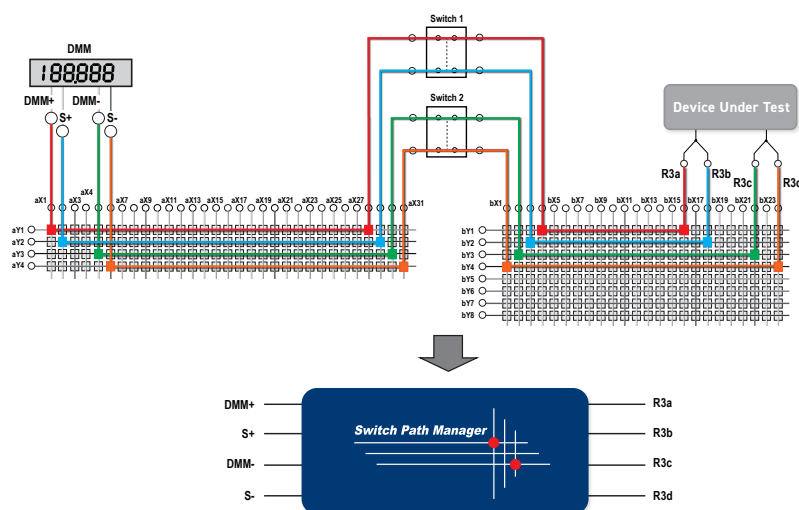 Switch 1
DMM
188,888
DMM+ DMM-
S+ S-
Switch 2
Device Under Test
R3a R3b R3c R3d
aX1 aX3 aX4 aX7 aX9 aX11 aX13 aX15 aX17 aX19 aX21 aX23 aX25 aX27 aX31
bX1 bX5 bX7 bX9 bX11 bX13 bX15 bX17 bX19 bX21 bX23
aY1
aY2
aY3
aY4
bY1
bY2
bY3
bY4
bY5
bY6
bY7
bY8
DMM+ R3a
S+ R3b
Switch Path Manager
DMM- R3c
S- R3d